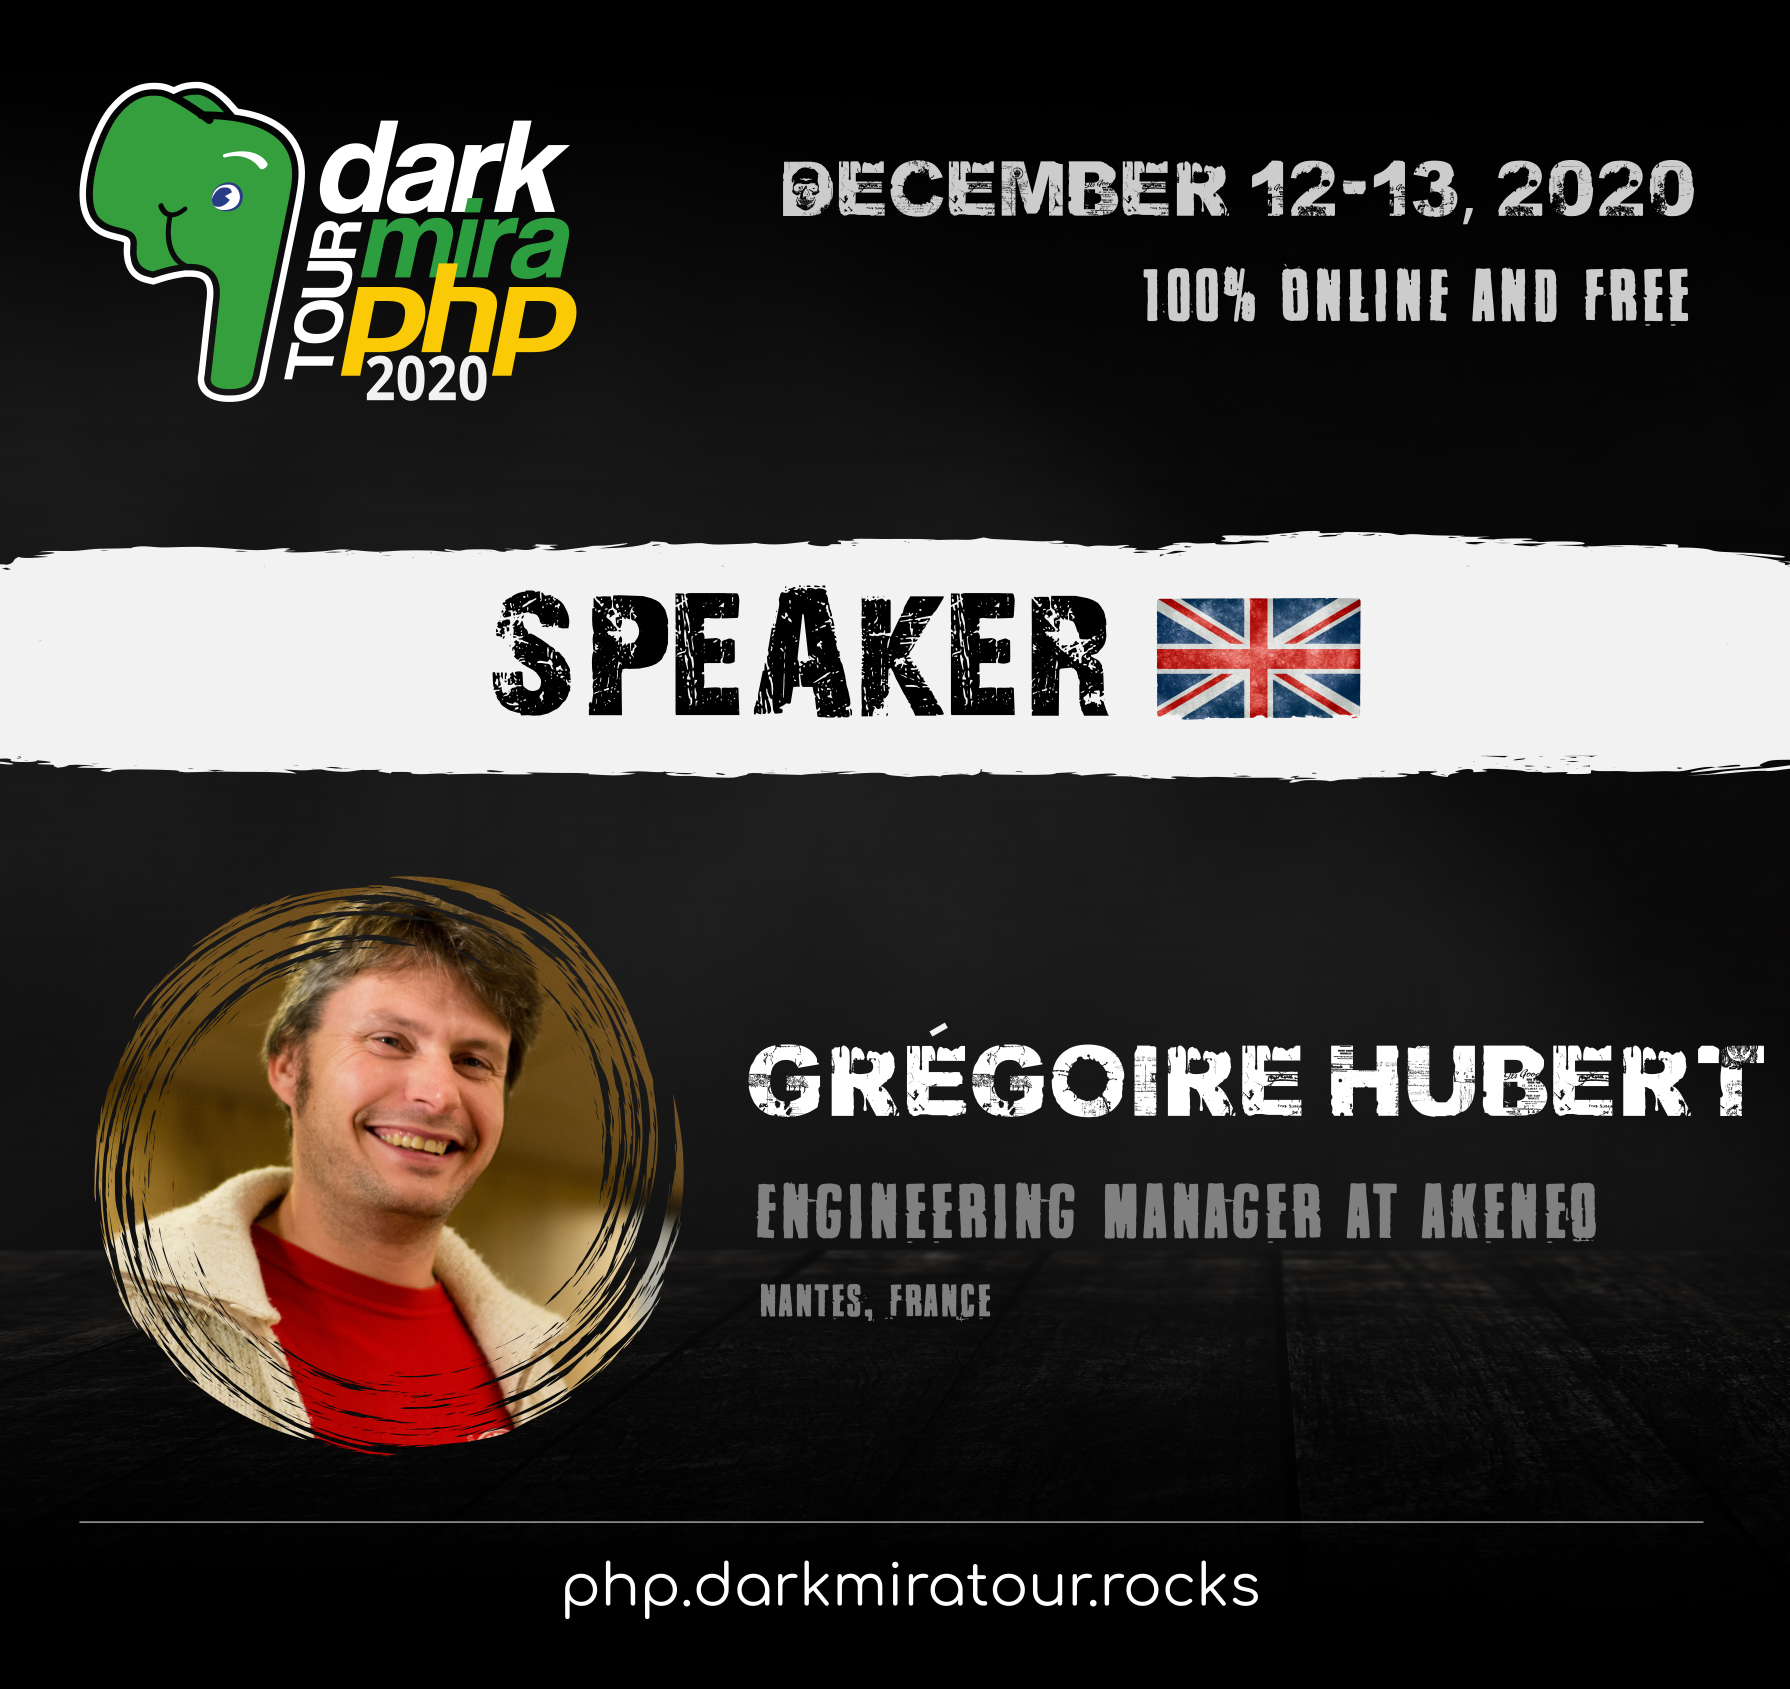 dark
mira
php
TOUR
2020
DECEMBER 12-13, 2020
100% ONLINE AND FREE
SPEAKER
GRÉGOIRE HUBERT
ENGINEERING MANAGER AT AKENEO
NANTES, FRANCE
php.darkmiratour.rocks